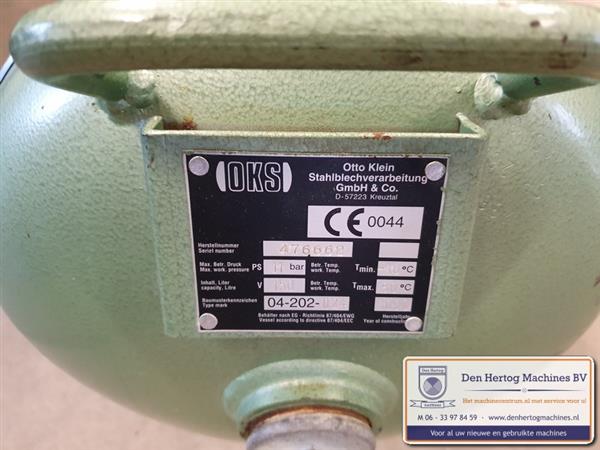 OKS
Otto Klein
Stahlblechverarbeitung
GmbH & Co.
D-57223 Kreuztal
CE 0044
Herstellnummer
Serial number
Max. Betr. Druck
Max. work. pressure
PS
11 bar
Betr. Temp.
work. Temp.
Tmin.
°C
Inhalt, Liter
capacity, Litre
V
Betr. Temp.
work. Temp.
Tmax.
°C
Baumusterkennzeichen
Type mark
04-202-
Behälter nach EG - Richtlinie 87/404/EWG
Vessel according to directive 87/404/EEC
Herstelljahr
Year of construction
Den Hertog Machines BV
Het machinecentrum.nl met service voor u!
M 06 - 33 97 84 59 · www.denhertogmachines.nl
Voor al uw nieuwe en gebruikte machines